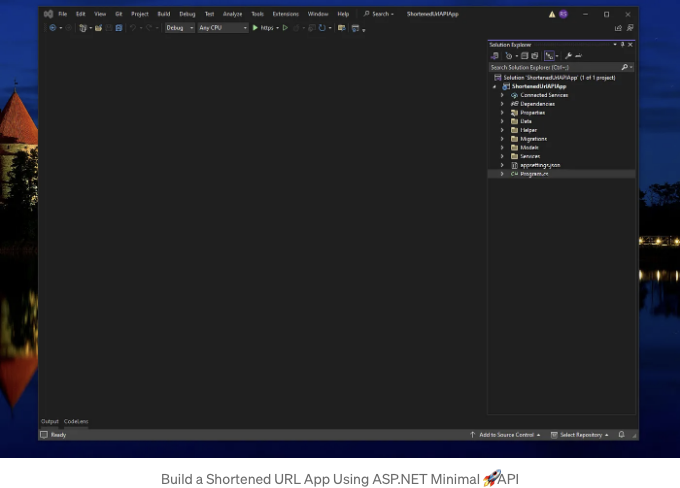 File Edit View Git Project Build Debug Test Analyze Tools Extensions Window Help Search ShortenedUrlAPIApp RS
Debug Any CPU https
Solution Explorer
Search Solution Explorer (Ctrl+;)
Solution 'ShortenedUrlAPIApp' (1 of 1 project)
ShortenedUrlAPIApp
Connected Services
Dependencies
Properties
Data
Helper
Migrations
Models
Services
appsettings.json
C# Program.cs
Output CodeLens
Ready Add to Source Control Select Repository
Build a Shortened URL App Using ASP.NET Minimal 🚀API